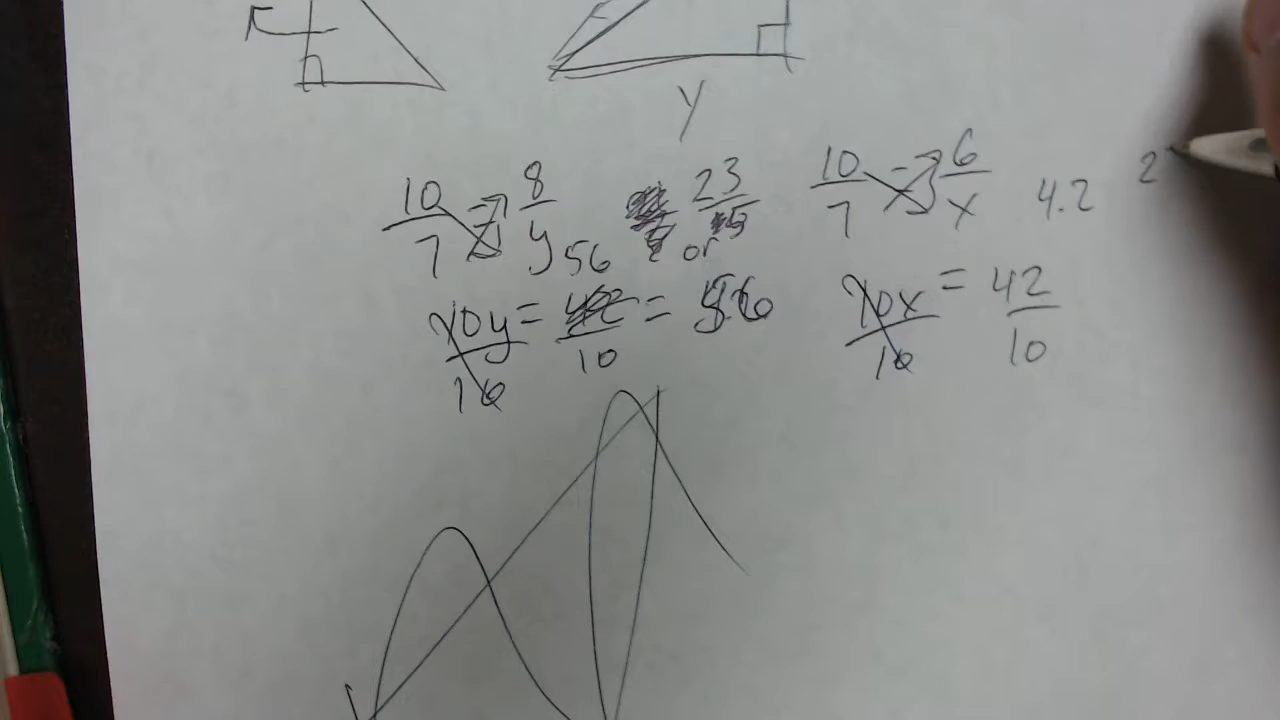 y
10/7 8/y 56
23 or
10y/10 = /10 = 56
10/7 6/x 4.2 2
10x/10 = 42/10